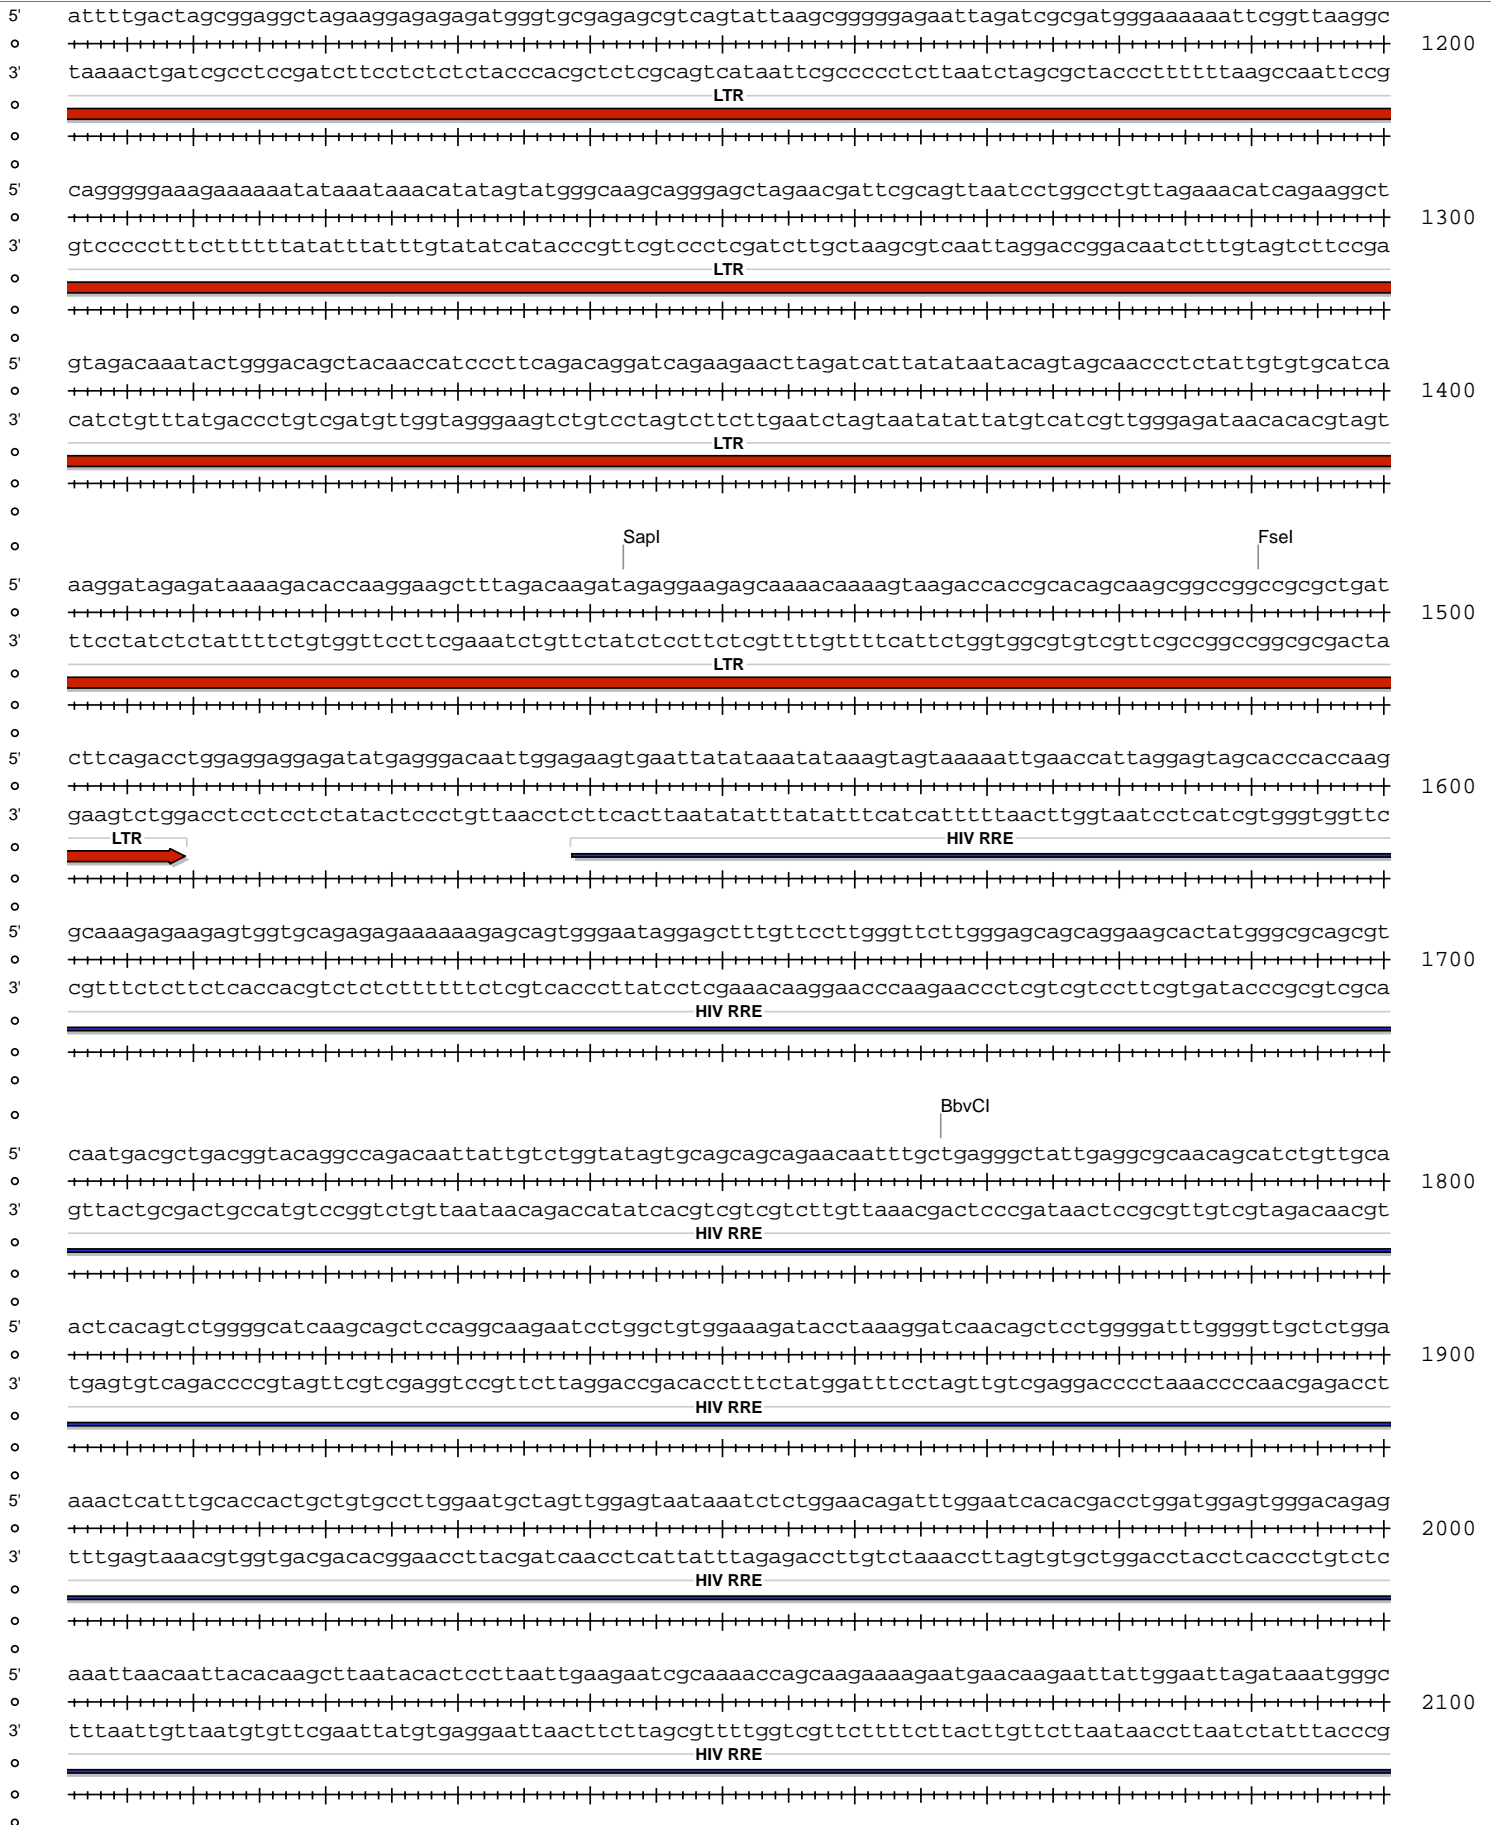 5' attttgactagcggaggctagaaggagagagatgggtgcgagagcgtcagtattaagcgggggagaattagatcgcgatgggaaaaaattcggttaaggc
1200
3' taaaactgatcgcctccgatcttcctctctctacccacgctctcgcagtcataattcgccccctcttaatctagcgctacccttttttaagccaattccg
LTR
5' cagggggaaagaaaaaatataaataaacatatagtatgggcaagcagggagctagaacgattcgcagttaatcctggcctgttagaaacatcagaaggct
1300
3' gtccccctttcttttttatatttatttgtatatcatacccgttcgtccctcgatcttgctaagcgtcaattaggaccggacaatctttgtagtcttccga
LTR
5' gtagacaaatactgggacagctacaaccatcccttcagacaggatcagaagaacttagatcattatataatacagtagcaaccctctattgtgtgcatca
1400
3' catctgtttatgaccctgtcgatgttggtagggaagtctgtcctagtcttcttgaatctagtaatatattatgtcatcgttgggagataacacacgtagt
LTR
SapI FseI
5' aaggatagagataaaagacaccaaggaagctttagacaagatagaggaagagcaaaacaaaagtaagaccaccgcacagcaagcggccggccgcgctgat
1500
3' ttcctatctctattttctgtggttccttcgaaatctgttctatctccttctcgttttgttttcattctggtggcgtgtcgttcgccggccggcgcgacta
LTR
5' cttcagacctggaggaggagatatgagggacaattggagaagtgaattatataaatataaagtagtaaaaattgaaccattaggagtagcacccaccaag
1600
3' gaagtctggacctcctcctctatactccctgttaacctcttcacttaatatatttatatttcatcatttttaacttggtaatcctcatcgtgggtggttc
LTR HIV RRE
5' gcaaagagaagagtggtgcagagagaaaaaagagcagtgggaataggagctttgttccttgggttcttgggagcagcaggaagcactatgggcgcagcgt
1700
3' cgtttctcttctcaccacgtctctcttttttctcgtcacccttatcctcgaaacaaggaacccaagaaccctcgtcgtccttcgtgatacccgcgtcgca
HIV RRE
BbvCI
5' caatgacgctgacggtacaggccagacaattattgtctggtatagtgcagcagcagaacaatttgctgagggctattgaggcgcaacagcatctgttgca
1800
3' gttactgcgactgccatgtccggtctgttaataacagaccatatcacgtcgtcgtcttgttaaacgactcccgataactccgcgttgtcgtagacaacgt
HIV RRE
5' actcacagtctggggcatcaagcagctccaggcaagaatcctggctgtggaaagatacctaaaggatcaacagctcctggggatttggggttgctctgga
1900
3' tgagtgtcagaccccgtagttcgtcgaggtccgttcttaggaccgacacctttctatggatttcctagttgtcgaggacccctaaaccccaacgagacct
HIV RRE
5' aaactcatttgcaccactgctgtgccttggaatgctagttggagtaataaatctctggaacagatttggaatcacacgacctggatggagtgggacagag
2000
3' tttgagtaaacgtggtgacgacacggaaccttacgatcaacctcattatttagagaccttgtctaaaccttagtgtgctggacctacctcaccctgtctc
HIV RRE
5' aaattaacaattacacaagcttaatacactccttaattgaagaatcgcaaaaccagcaagaaaagaatgaacaagaattattggaattagataaatgggc
2100
3' tttaattgttaatgtgttcgaattatgtgaggaattaacttcttagcgttttggtcgttcttttcttacttgttcttaataaccttaatctatttacccg
HIV RRE